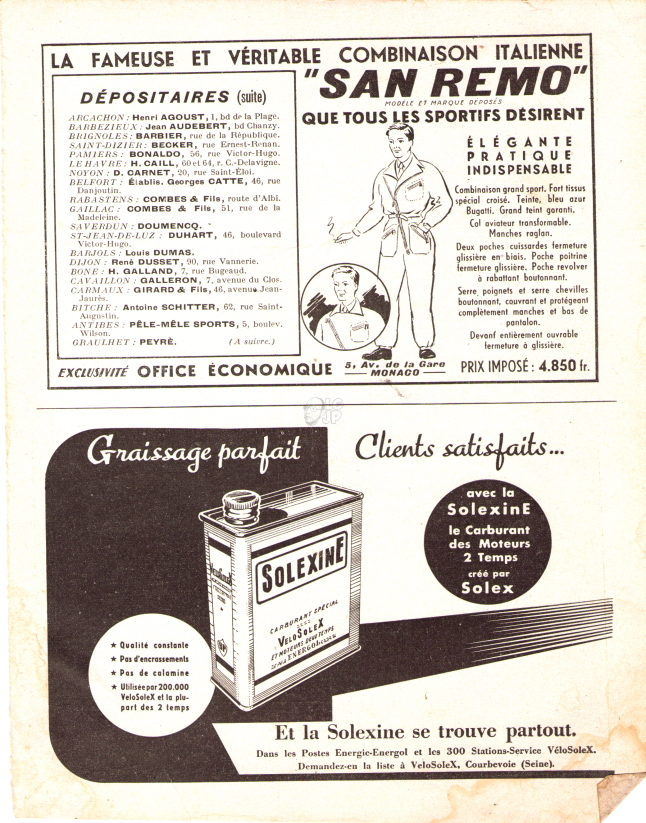 LA FAMEUSE ET VÉRITABLE COMBINAISON ITALIENNE
"SAN REMO"
MODÈLE ET MARQUE DÉPOSÉS
QUE TOUS LES SPORTIFS DÉSIRENT
DÉPOSITAIRES (suite)
ARCACHON : Henri AGOUST, 1, bd de la Plage.
BARBEZIEUX : Jean AUDEBERT, bd Chanzy.
BRIGNOLES : BARBIER, rue de la République.
SAINT-DIZIER : BECKER, rue Ernest-Renan.
PAMIERS : BONALDO, 56, rue Victor-Hugo.
LE HAVRE : H. CAILL, 60 et 64, r. C.-Delavigne.
NOYON : D. CARNET, 20, rue Saint-Éloi.
BELFORT : Établis. Georges CATTE, 46, rue
Danjoutin.
RABASTENS : COMBES & Fils, route d'Albi.
GAILLAC : COMBES & Fils, 51, rue de la
Madeleine.
SAVERDUN : DOUMENCQ.
ST-JEAN-DE-LUZ : DUHART, 46, boulevard
Victor-Hugo.
BARJOLS : Louis DUMAS.
DIJON : René DUSSET, 90, rue Vannerie.
BONE : H. GALLAND, 7, rue Bugeaud.
CAVAILLON : GALLERON, 7, avenue du Clos.
CARMAUX : GIRARD & Fils, 46, avenue Jean-
Jaurès.
BITCHE : Antoine SCHITTER, 62, rue Saint-
Augustin.
ANTIBES : PÊLE-MÊLE SPORTS, 5, boulev.
Wilson.
GRAULHET : PEYRÈ. (A suivre.)
ÉLÉGANTE
PRATIQUE
INDISPENSABLE
Combinaison grand sport. Fort tissus
spécial croisé. Teinte, bleu azur
Bugatti. Grand teint garanti.
Col aviateur transformable.
Manches raglan.
Deux poches cuissardes fermeture
glissière en biais. Poche poitrine
fermeture glissière. Poche revolver
à rabattant boutonnant.
Serre, poignets et serre chevilles
boutonnant, couvrant et protégeant
complètement manches et bas de
pantalon.
Devant entièrement ouvrable
fermeture à glissière.
EXCLUSIVITÉ OFFICE ÉCONOMIQUE
5, Av. de la Gare
MONACO
PRIX IMPOSÉ : 4.850 fr.
Graissage parfait
Clients satisfaits...
avec la
SolexinE
le Carburant
des Moteurs
2 Temps
créé par
Solex
SOLEXINE
CARBURANT SPÉCIAL
VELOSOLEX
ET MOTEURS DEUX TEMPS
★ Qualité constante
★ Pas d'encrassements
★ Pas de calamine
★ Utilisée par 200.000
VeloSoleX et la plu-
part des 2 temps
Et la Solexine se trouve partout.
Dans les Postes Energic-Energol et les 300 Stations-Service VéloSoleX.
Demandez-en la liste à VeloSoleX, Courbevoie (Seine).